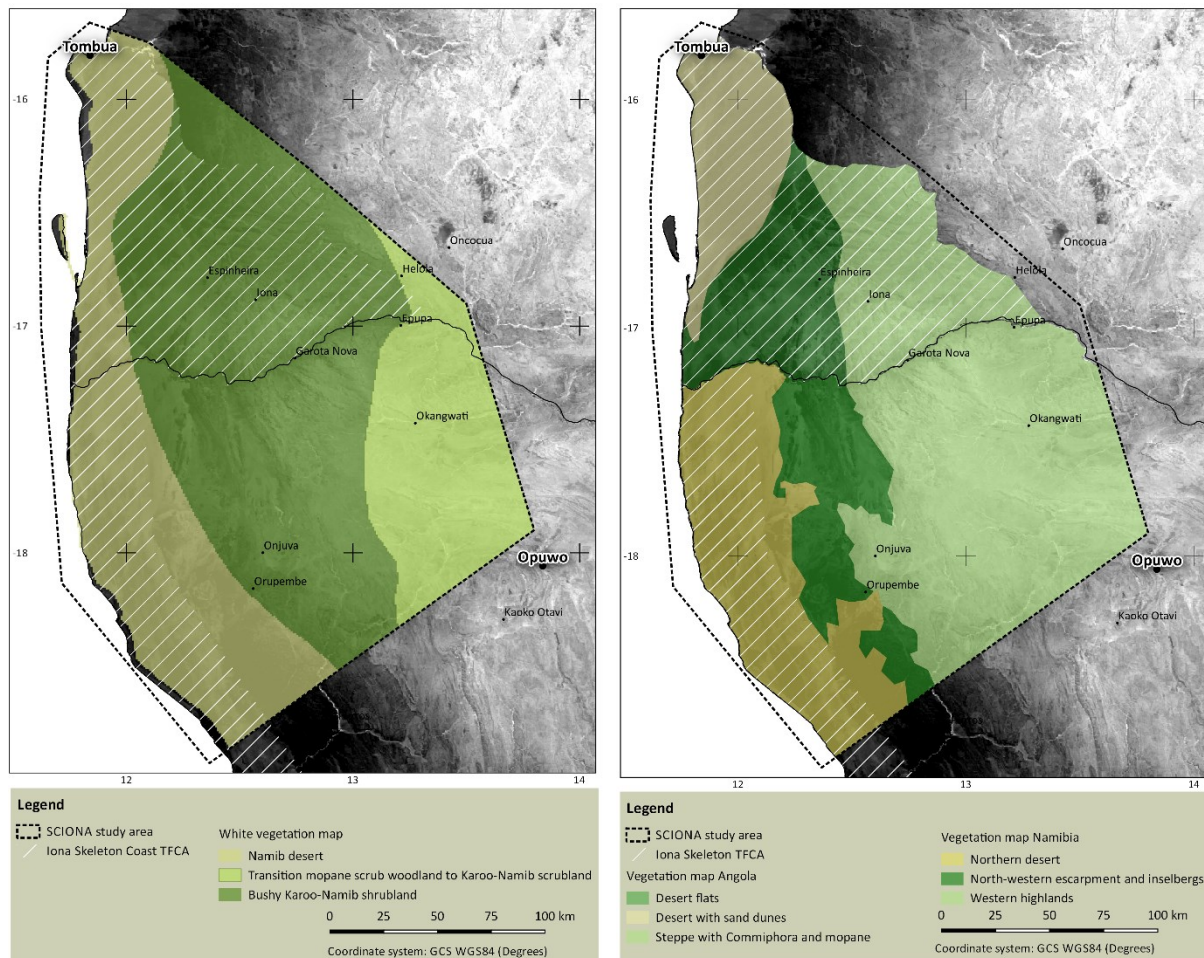 Tombua
-16
Oncocua
Espinheira
Heloia
Iona
-17
Epupa
Garota Nova
Okangwati
-18
Onjuva
Opuwo
Orupembe
Kaoko Otavi
12
13
14
Legend
SCIONA study area
Iona Skeleton Coast TFCA
White vegetation map
Namib desert
Transition mopane scrub woodland to Karoo-Namib scrubland
Bushy Karoo-Namib shrubland
0 25 50 75 100 km
Coordinate system: GCS WGS84 (Degrees)
Tombua
-16
Oncocua
Espinheira
Heloia
Iona
-17
Epupa
Garota Nova
Okangwati
-18
Onjuva
Opuwo
Orupembe
Kaoko Otavi
12
13
14
Legend
SCIONA study area
Iona Skeleton TFCA
Vegetation map Angola
Desert flats
Desert with sand dunes
Steppe with Commiphora and mopane
Vegetation map Namibia
Northern desert
North-western escarpment and inselbergs
Western highlands
0 25 50 75 100 km
Coordinate system: GCS WGS84 (Degrees)